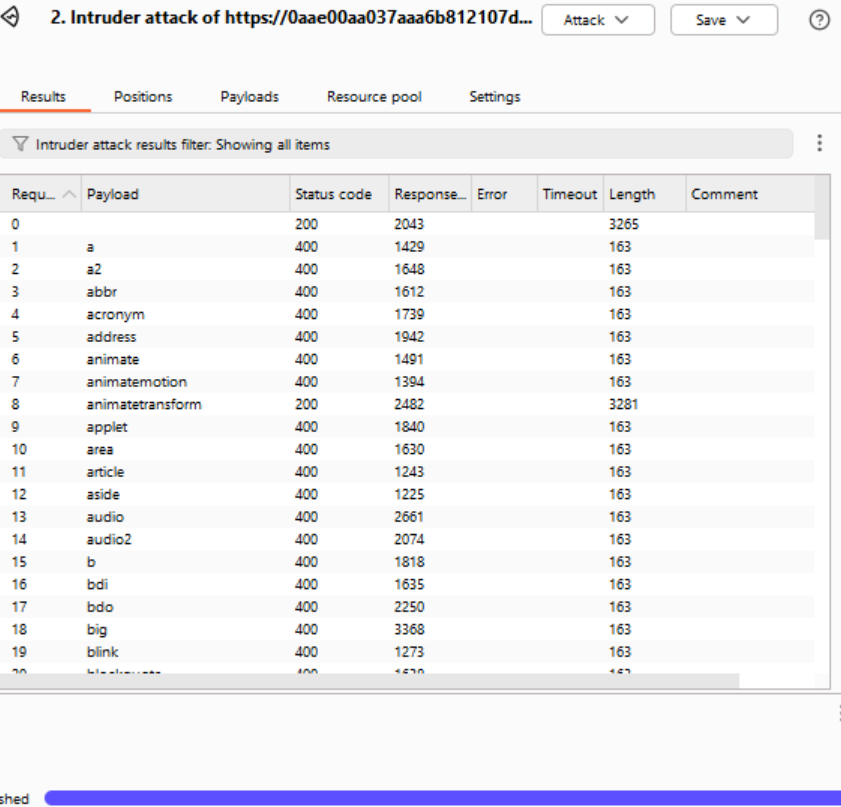 2. Intruder attack of https://0aae00aa037aaa6b812107d... Attack Save ?
Results Positions Payloads Resource pool Settings
Intruder attack results filter: Showing all items
Requ... Payload Status code Response... Error Timeout Length Comment
0 200 2043 3265
1 a 400 1429 163
2 a2 400 1648 163
3 abbr 400 1612 163
4 acronym 400 1739 163
5 address 400 1942 163
6 animate 400 1491 163
7 animatemotion 400 1394 163
8 animatetransform 200 2482 3281
9 applet 400 1840 163
10 area 400 1630 163
11 article 400 1243 163
12 aside 400 1225 163
13 audio 400 2661 163
14 audio2 400 2074 163
15 b 400 1818 163
16 bdi 400 1635 163
17 bdo 400 2250 163
18 big 400 3368 163
19 blink 400 1273 163
20 blockquote 400 163
shed